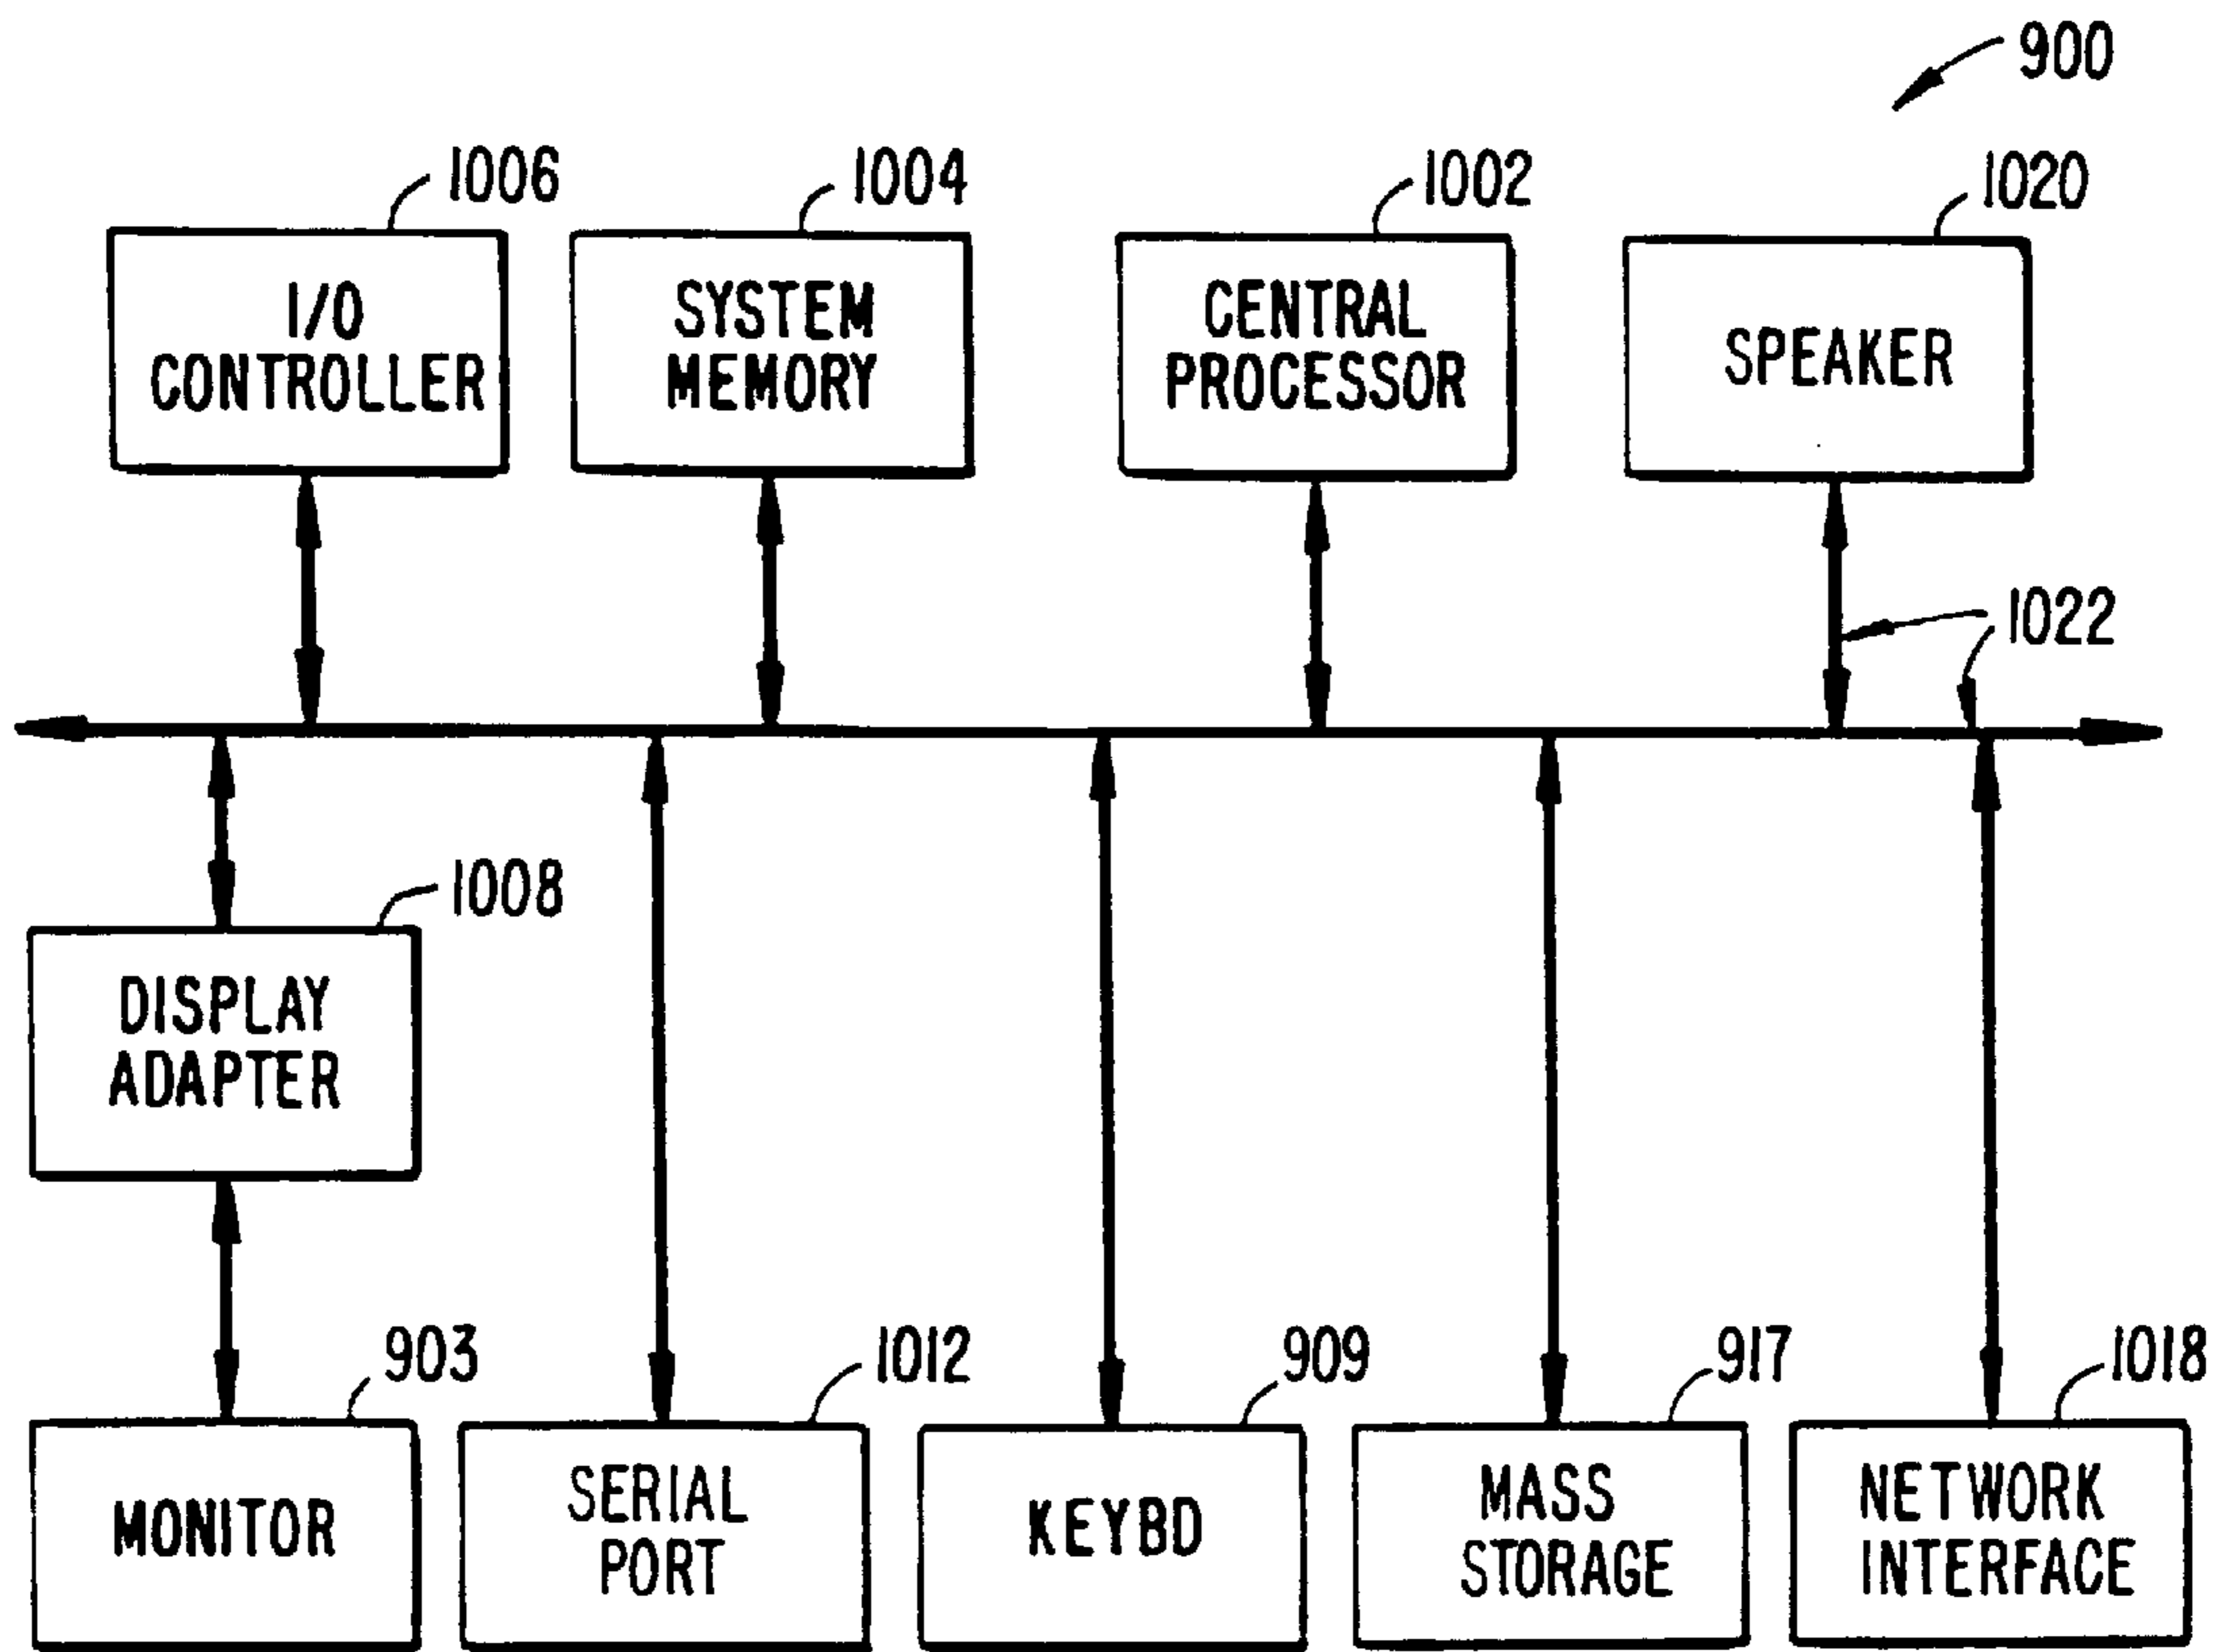 900
1006
1004
1002
1020
I/O
CONTROLLER
SYSTEM
MEMORY
CENTRAL
PROCESSOR
SPEAKER
1022
1008
DISPLAY
ADAPTER
903
1012
909
917
1018
MONITOR
SERIAL
PORT
KEYBD
MASS
STORAGE
NETWORK
INTERFACE